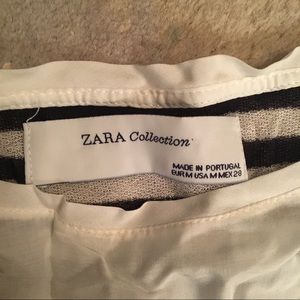 ZARA Collection
MADE IN PORTUGAL
EUR M USA M MEX 28